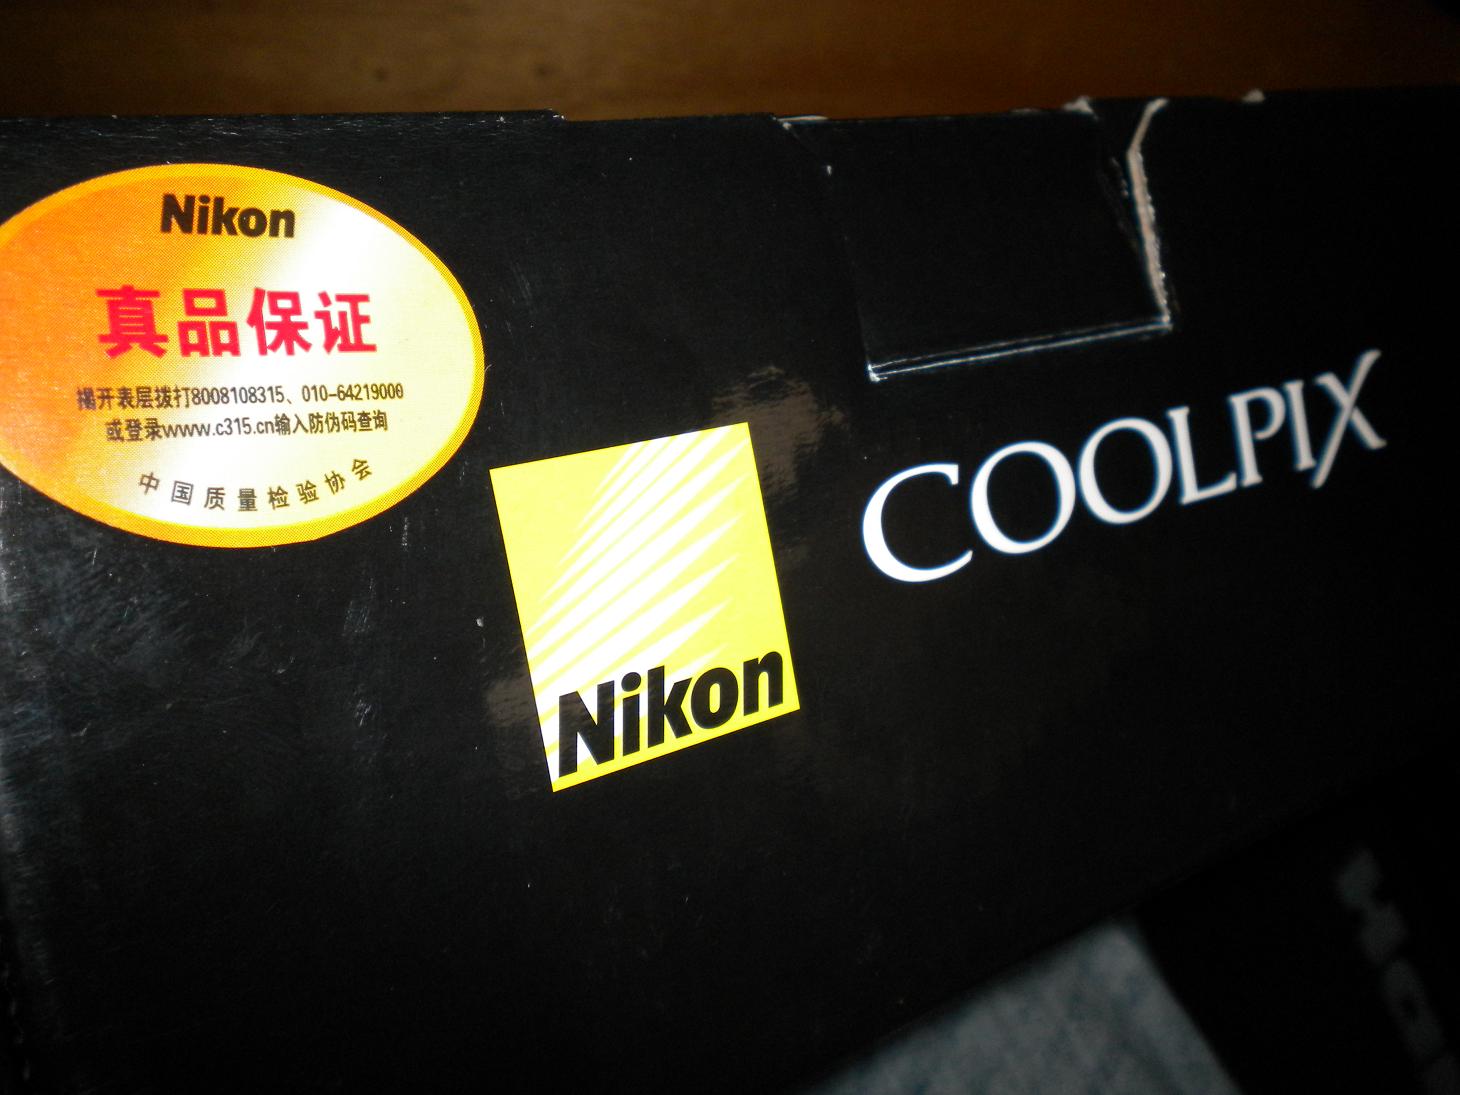 Nikon
真品保证
揭开表层拨打8008108315、010-64219000
或登录www.c315.cn输入防伪码查询
中国质量检验协会
Nikon
COOLPIX